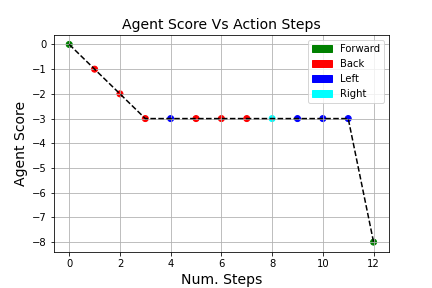 Agent Score Vs Action Steps
Forward
Back
Left
Right
Agent Score
0
−1
−2
−3
−4
−5
−6
−7
−8
0 2 4 6 8 10 12
Num. Steps